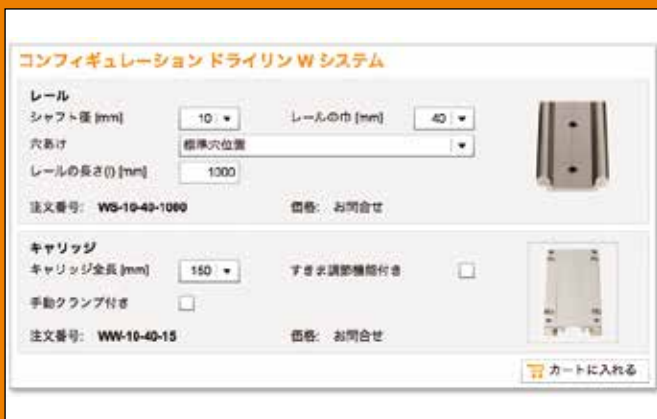 コンフィギュレーション ドライリン W システム
レール
シャフト径 [mm] 10 レールの巾 [mm] 40
穴あけ 標準穴位置
レールの長さ(l) [mm] 1000
注文番号: WS-10-40-1000 価格: お問合せ
キャリッジ
キャリッジ全長 [mm] 150 すきま調節機能付き
手動クランプ付き
注文番号: WW-10-40-15 価格: お問合せ
カートに入れる